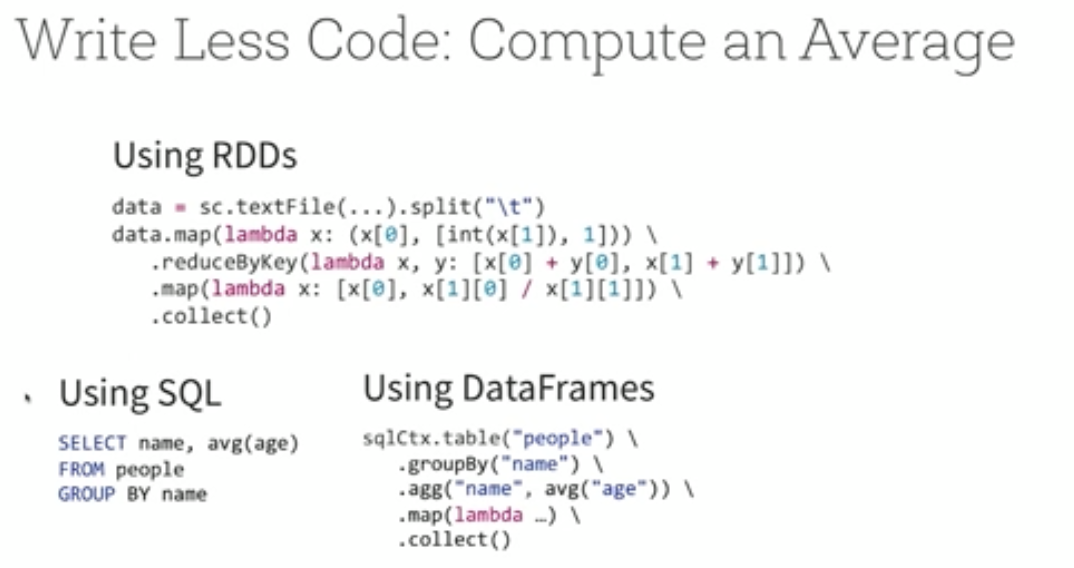 Write Less Code: Compute an Average
Using RDDs
data = sc.textFile(...).split("\t")
data.map(lambda x: (x[0], [int(x[1]), 1])) \
.reduceByKey(lambda x, y: [x[0] + y[0], x[1] + y[1]]) \
.map(lambda x: [x[0], x[1][0] / x[1][1]]) \
.collect()
Using SQL
SELECT name, avg(age)
FROM people
GROUP BY name
Using DataFrames
sqlCtx.table("people") \
.groupBy("name") \
.agg("name", avg("age")) \
.map(lambda …) \
.collect()